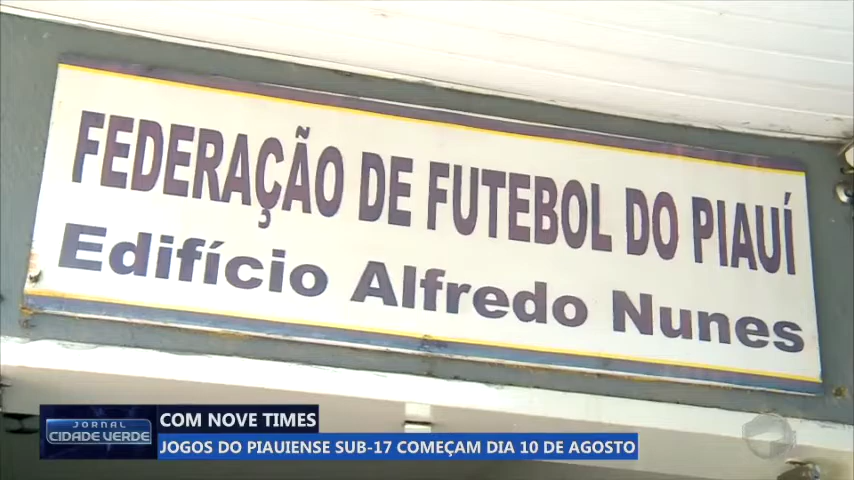 FEDERAÇÃO DE FUTEBOL DO PIAUÍ
Edifício Alfredo Nunes
JORNAL
CIDADE VERDE
COM NOVE TIMES
JOGOS DO PIAUIENSE SUB-17 COMEÇAM DIA 10 DE AGOSTO